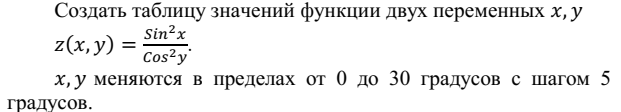 Создать таблицу значений функции двух переменных x, y
z(x, y) = Sin²x / Cos²y.
x, y меняются в пределах от 0 до 30 градусов с шагом 5
градусов.